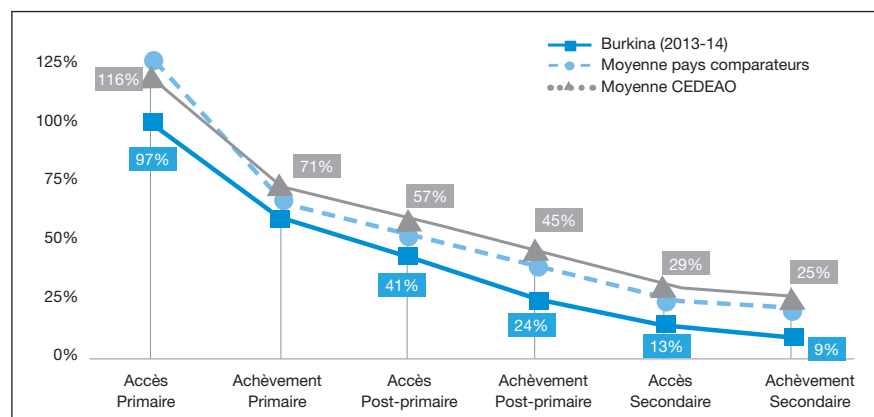 Burkina (2013-14)
Moyenne pays comparateurs
Moyenne CEDEAO
125%
100%
75%
50%
25%
0%
116%
97%
71%
57%
41%
45%
24%
29%
13%
25%
9%
Accès
Primaire
Achèvement
Primaire
Accès
Post-primaire
Achèvement
Post-primaire
Accès
Secondaire
Achèvement
Secondaire